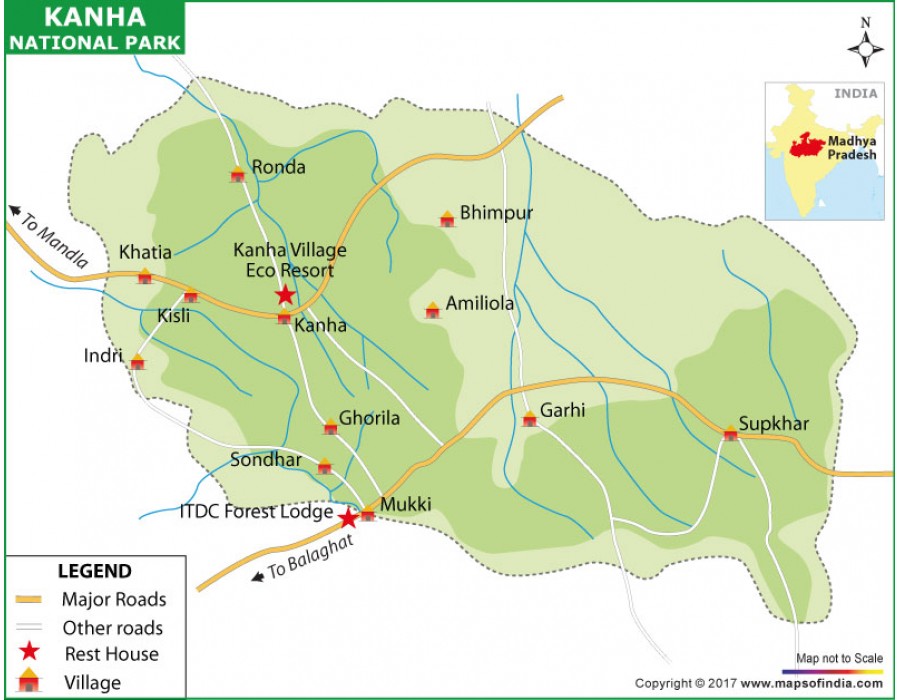 KANHA
NATIONAL PARK
N
INDIA
Madhya
Pradesh
Ronda
Bhimpur
To Mandla
Khatia
Kanha Village
Eco Resort
Amiliola
Kisli
Kanha
Indri
Ghorila
Garhi
Supkhar
Sondhar
ITDC Forest Lodge
Mukki
To Balaghat
LEGEND
Major Roads
Other roads
Rest House
Village
Map not to Scale
Copyright © 2017 www.mapsofindia.com